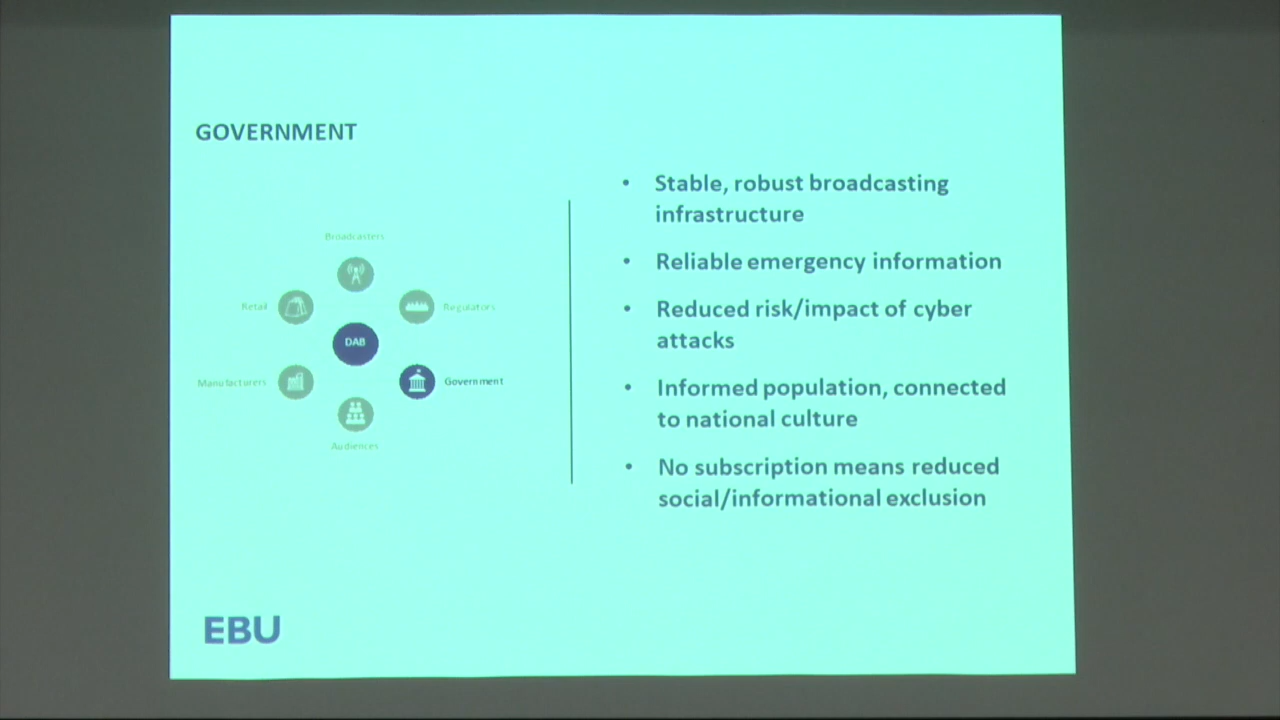 GOVERNMENT
Broadcasters
Retail
Regulators
DAB
Manufacturers
Government
Audiences
• Stable, robust broadcasting
infrastructure
• Reliable emergency information
• Reduced risk/impact of cyber
attacks
• Informed population, connected
to national culture
• No subscription means reduced
social/informational exclusion
EBU